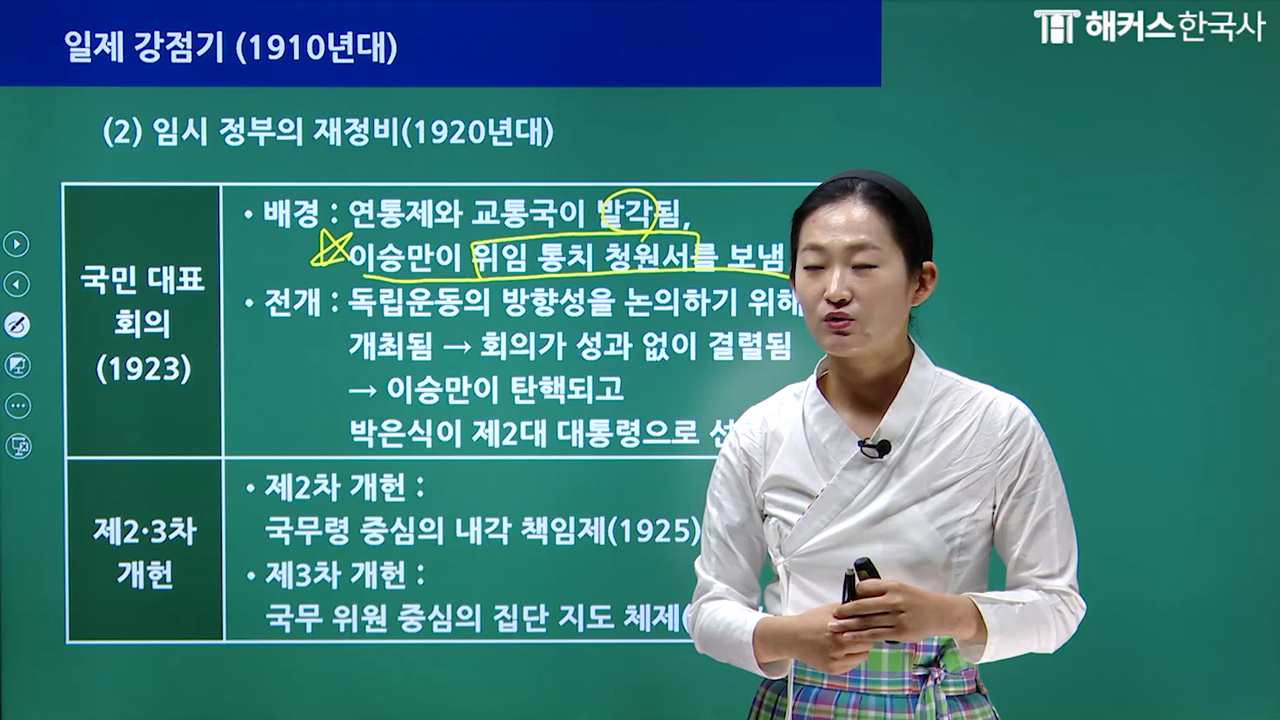 일제 강점기 (1910년대)
해커스한국사
(2) 임시 정부의 재정비(1920년대)
국민 대표
회의
(1923)
• 배경 : 연통제와 교통국이 발각됨,
이승만이 위임 통치 청원서를 보냄
• 전개 : 독립운동의 방향성을 논의하기 위해
개최됨 → 회의가 성과 없이 결렬됨
→ 이승만이 탄핵되고
박은식이 제2대 대통령으로
제2·3차
개헌
• 제2차 개헌 :
국무령 중심의 내각 책임제(1925)
• 제3차 개헌 :
국무 위원 중심의 집단 지도 체제(